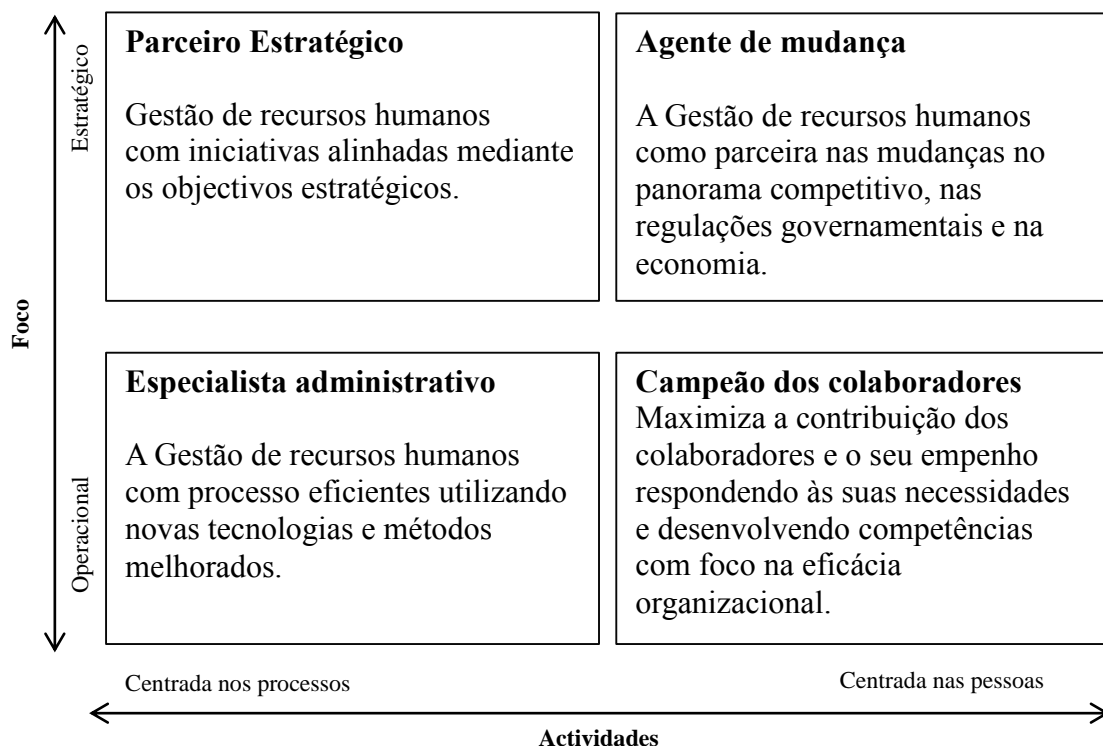 Foco
Estratégico
Operacional
Parceiro Estratégico
Gestão de recursos humanos
com iniciativas alinhadas mediante
os objectivos estratégicos.
Agente de mudança
A Gestão de recursos humanos
como parceira nas mudanças no
panorama competitivo, nas
regulações governamentais e na
economia.
Especialista administrativo
A Gestão de recursos humanos
com processo eficientes utilizando
novas tecnologias e métodos
melhorados.
Campeão dos colaboradores
Maximiza a contribuição dos
colaboradores e o seu empenho
respondendo às suas necessidades
e desenvolvendo competências
com foco na eficácia
organizacional.
Centrada nos processos
Centrada nas pessoas
Actividades